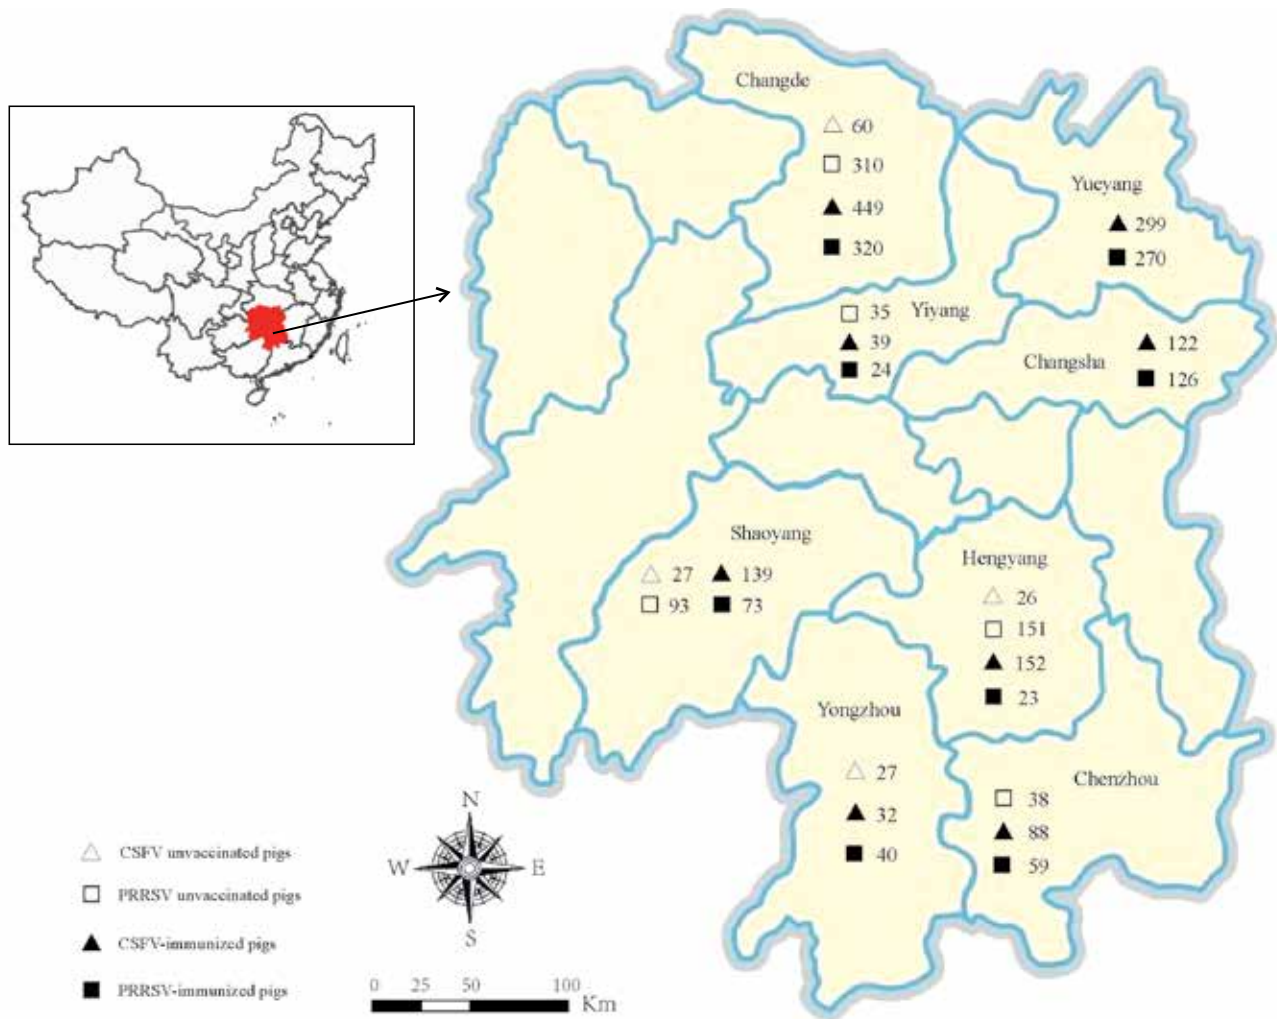 Changde
60
310
449
320
Yueyang
299
270
35
Yiyang
39
24
122
Changsha
126
Shaoyang
27 139
93 73
Hengyang
26
151
152
23
Yongzhou
27
32
40
Chenzhou
38
88
59
N
W E
S
CSFV unvaccinated pigs
PRRSV unvaccinated pigs
CSFV-immunized pigs
PRRSV-immunized pigs
0 25 50 100
Km